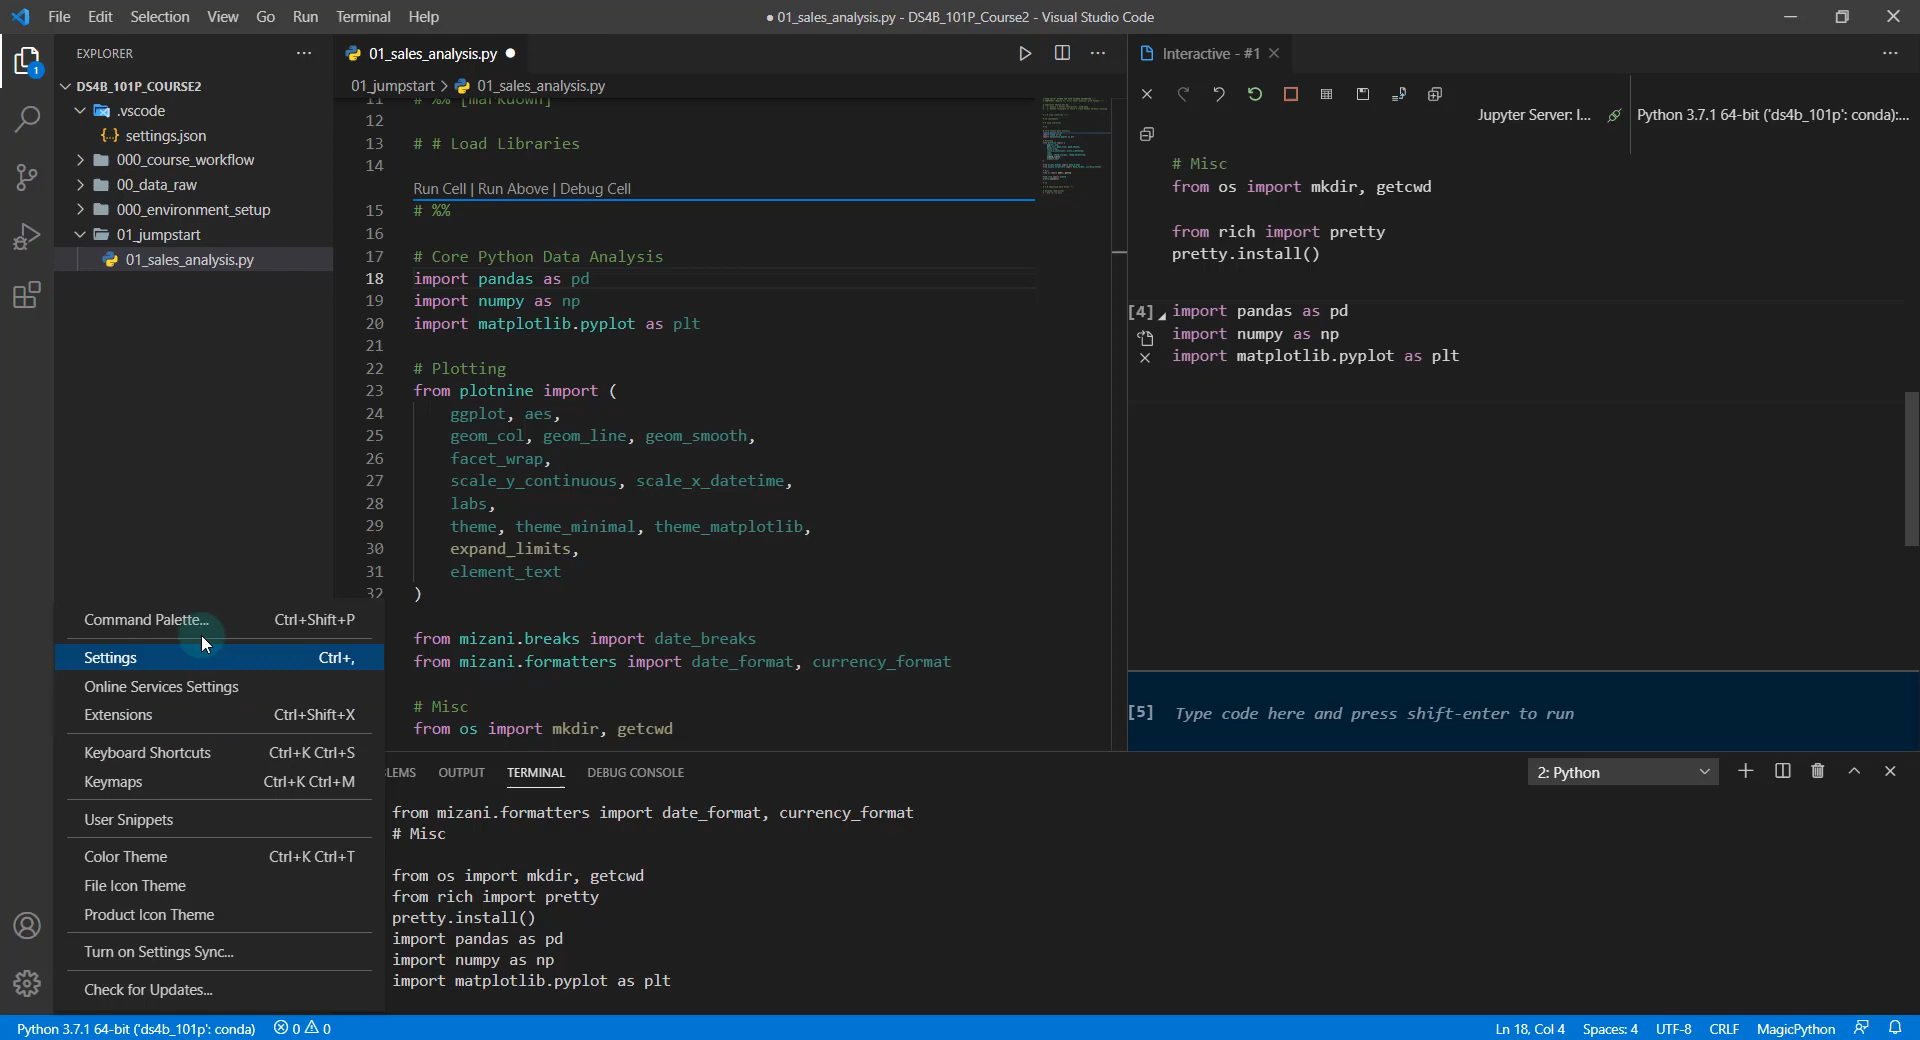 File Edit Selection View Go Run Terminal Help
● 01_sales_analysis.py - DS4B_101P_Course2 - Visual Studio Code
EXPLORER
1
DS4B_101P_COURSE2
.vscode
{..} settings.json
000_course_workflow
00_data_raw
000_environment_setup
01_jumpstart
01_sales_analysis.py
Command Palette... Ctrl+Shift+P
Settings Ctrl+,
Online Services Settings
Extensions Ctrl+Shift+X
Keyboard Shortcuts Ctrl+K Ctrl+S
Keymaps Ctrl+K Ctrl+M
User Snippets
Color Theme Ctrl+K Ctrl+T
File Icon Theme
Product Icon Theme
Turn on Settings Sync...
Check for Updates...
01_sales_analysis.py
01_jumpstart > 01_sales_analysis.py
11 # %% [markdown]
12
13 # # Load Libraries
14
Run Cell | Run Above | Debug Cell
15 # %%
16
17 # Core Python Data Analysis
18 import pandas as pd
19 import numpy as np
20 import matplotlib.pyplot as plt
21
22 # Plotting
23 from plotnine import (
24 ggplot, aes,
25 geom_col, geom_line, geom_smooth,
26 facet_wrap,
27 scale_y_continuous, scale_x_datetime,
28 labs,
29 theme, theme_minimal, theme_matplotlib,
30 expand_limits,
31 element_text
32 )
from mizani.breaks import date_breaks
from mizani.formatters import date_format, currency_format
# Misc
from os import mkdir, getcwd
Interactive - #1
Jupyter Server: l...
Python 3.7.1 64-bit ('ds4b_101p': conda):...
# Misc
from os import mkdir, getcwd
from rich import pretty
pretty.install()
[4] import pandas as pd
import numpy as np
import matplotlib.pyplot as plt
[5] Type code here and press shift-enter to run
LEMS OUTPUT TERMINAL DEBUG CONSOLE
2: Python
from mizani.formatters import date_format, currency_format
# Misc
from os import mkdir, getcwd
from rich import pretty
pretty.install()
import pandas as pd
import numpy as np
import matplotlib.pyplot as plt
Python 3.7.1 64-bit ('ds4b_101p': conda) 0 0
Ln 18, Col 4 Spaces: 4 UTF-8 CRLF MagicPython